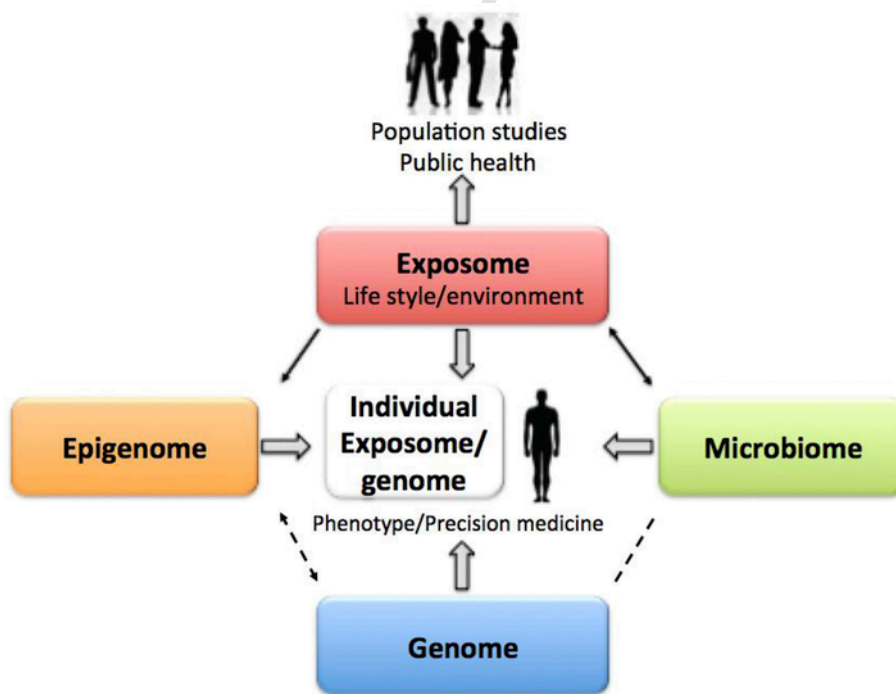 Population studies
Public health
Exposome
Life style/environment
Epigenome
Individual
Exposome/
genome
Microbiome
Phenotype/Precision medicine
Genome